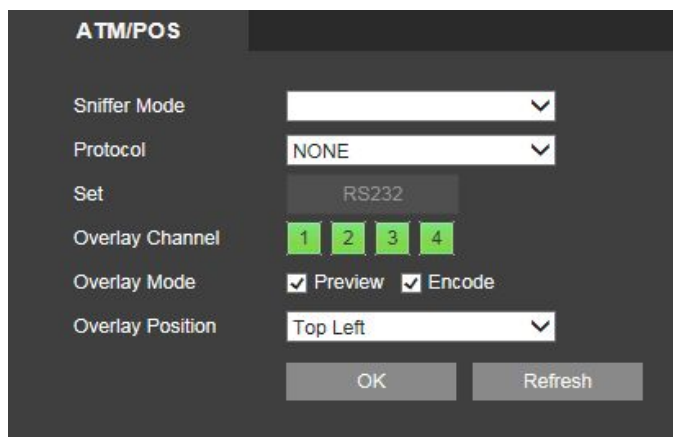 ATM/POS
Sniffer Mode
Protocol NONE
Set RS232
Overlay Channel 1 2 3 4
Overlay Mode Preview Encode
Overlay Position Top Left
OK Refresh